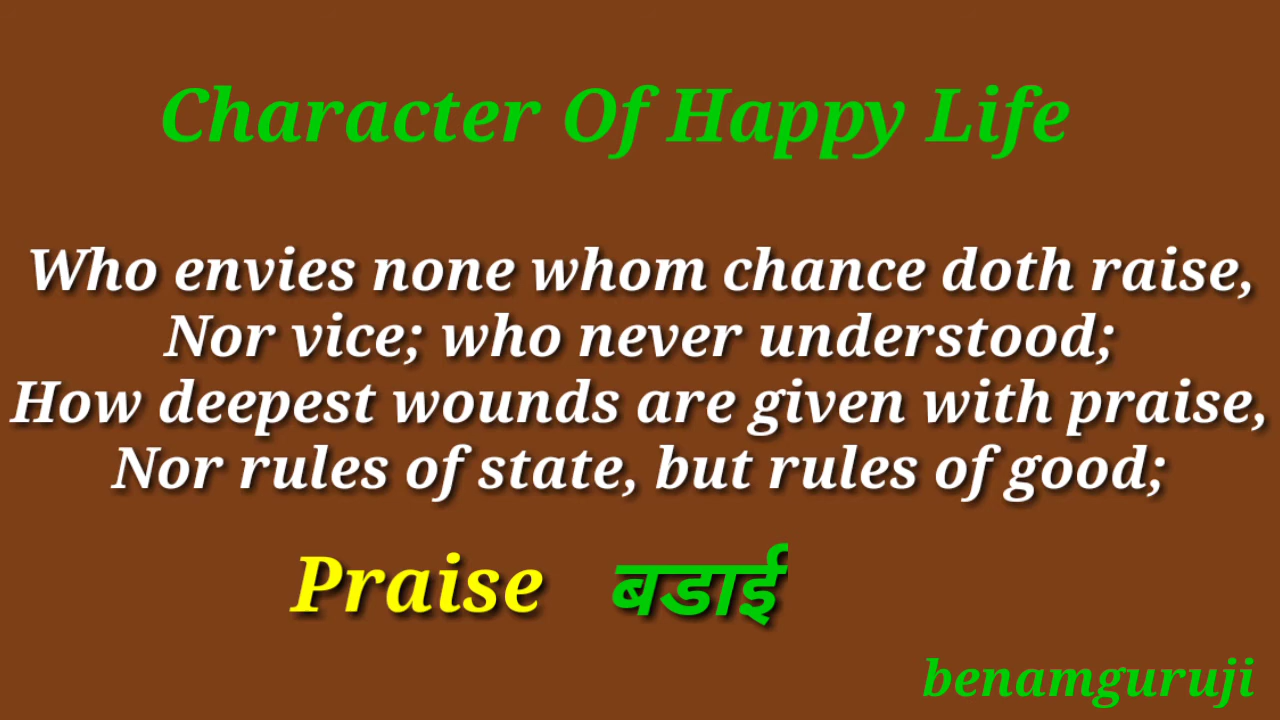 Character Of Happy Life
Who envies none whom chance doth raise,
Nor vice; who never understood;
How deepest wounds are given with praise,
Nor rules of state, but rules of good;
Praise बडाई
benamguruji